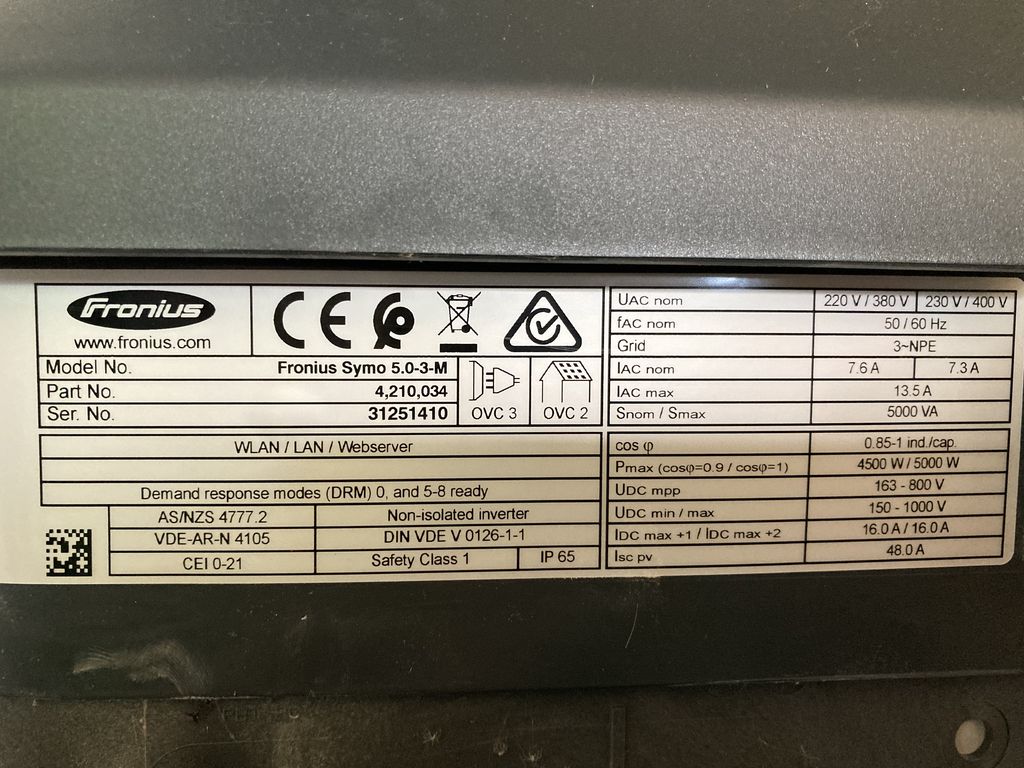 Fronius
www.fronius.com
CE
Model No. Fronius Symo 5.0-3-M
Part No. 4,210,034
Ser. No. 31251410
OVC 3
OVC 2
WLAN / LAN / Webserver
Demand response modes (DRM) 0, and 5-8 ready
AS/NZS 4777.2 Non-isolated inverter
VDE-AR-N 4105 DIN VDE V 0126-1-1
CEI 0-21 Safety Class 1 IP 65
UAC nom 220 V / 380 V 230 V / 400 V
fAC nom 50 / 60 Hz
Grid 3~NPE
IAC nom 7.6 A 7.3 A
IAC max 13.5 A
Snom / Smax 5000 VA
cos φ 0.85-1 ind./cap.
Pmax (cosφ=0.9 / cosφ=1) 4500 W / 5000 W
UDC mpp 163 - 800 V
UDC min / max 150 - 1000 V
IDC max +1 / IDC max +2 16.0 A / 16.0 A
Isc pv 48.0 A